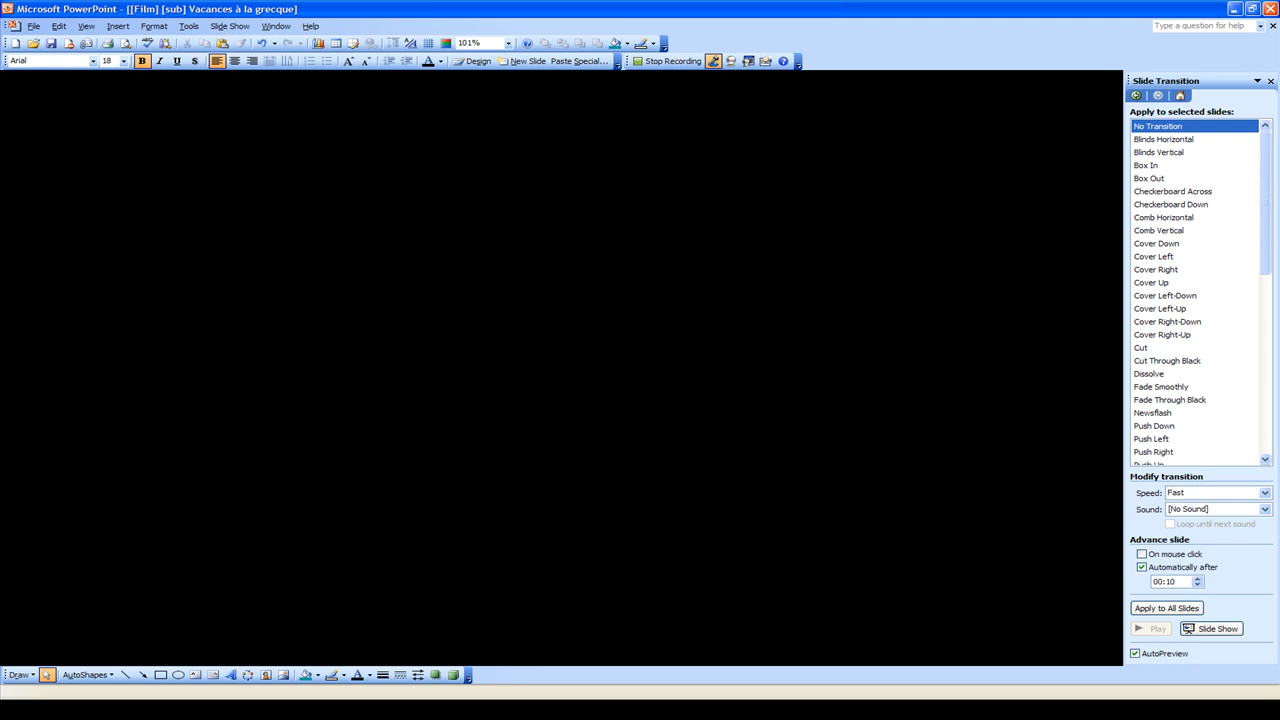 Microsoft PowerPoint - [[Film] [sub] Vacances à la grecque]
File Edit View Insert Format Tools Slide Show Window Help
Type a question for help
101%
Arial 18 B I U S A Design New Slide Paste Special... Stop Recording
Slide Transition
Apply to selected slides:
No Transition
Blinds Horizontal
Blinds Vertical
Box In
Box Out
Checkerboard Across
Checkerboard Down
Comb Horizontal
Comb Vertical
Cover Down
Cover Left
Cover Right
Cover Up
Cover Left-Down
Cover Left-Up
Cover Right-Down
Cover Right-Up
Cut
Cut Through Black
Dissolve
Fade Smoothly
Fade Through Black
Newsflash
Push Down
Push Left
Push Right
Push Up
Modify transition
Speed: Fast
Sound: [No Sound]
Loop until next sound
Advance slide
On mouse click
Automatically after
00:10
Apply to All Slides
Play Slide Show
AutoPreview
Draw AutoShapes